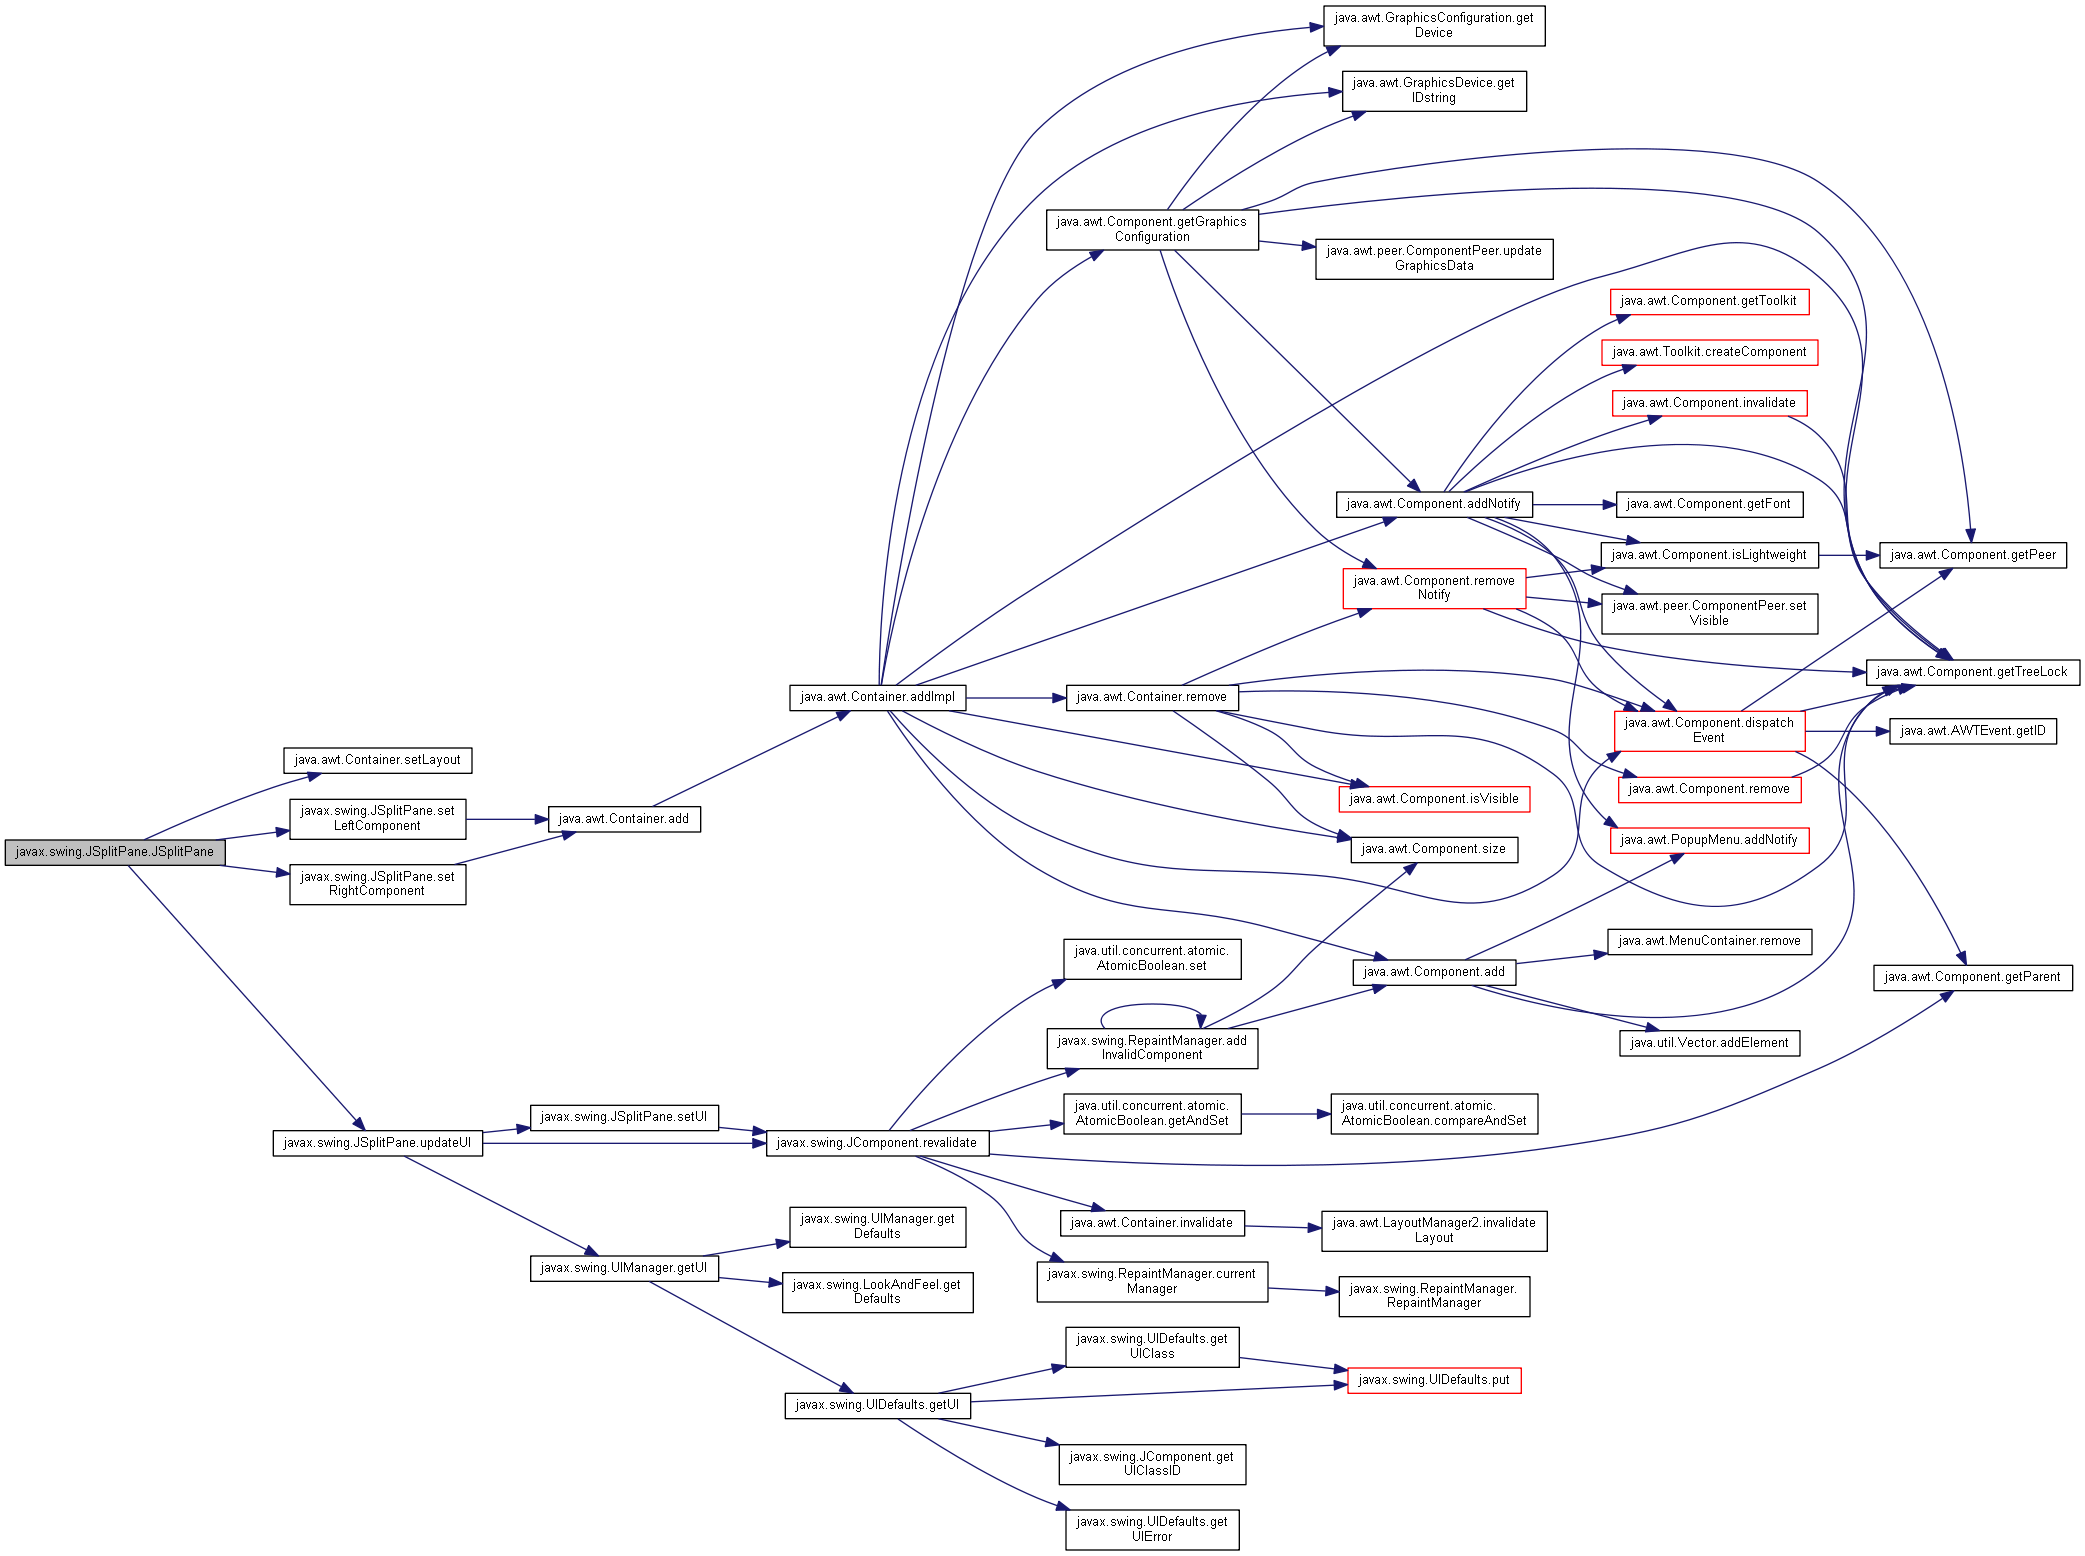 java.awt.GraphicsConfiguration.get
Device
java.awt.GraphicsDevice.get
IDstring
java.awt.Component.getGraphics
Configuration
java.awt.peer.ComponentPeer.update
GraphicsData
java.awt.Component.getToolkit
java.awt.Toolkit.createComponent
java.awt.Component.invalidate
java.awt.Component.addNotify
java.awt.Component.getFont
java.awt.Component.isLightweight
java.awt.Component.getPeer
java.awt.Component.remove
Notify
java.awt.peer.ComponentPeer.set
Visible
java.awt.Component.getTreeLock
java.awt.Container.addImpl
java.awt.Container.remove
java.awt.Component.dispatch
Event
java.awt.AWTEvent.getID
java.awt.Container.setLayout
java.awt.Component.remove
java.awt.Component.isVisible
javax.swing.JSplitPane.set
LeftComponent
java.awt.Container.add
java.awt.PopupMenu.addNotify
javax.swing.JSplitPane.JSplitPane
java.awt.Component.size
javax.swing.JSplitPane.set
RightComponent
java.awt.MenuContainer.remove
java.util.concurrent.atomic.
AtomicBoolean.set
java.awt.Component.add
java.awt.Component.getParent
javax.swing.RepaintManager.add
InvalidComponent
java.util.Vector.addElement
javax.swing.JSplitPane.setUI
java.util.concurrent.atomic.
AtomicBoolean.getAndSet
java.util.concurrent.atomic.
AtomicBoolean.compareAndSet
javax.swing.JSplitPane.updateUI
javax.swing.JComponent.revalidate
javax.swing.UIManager.get
Defaults
java.awt.Container.invalidate
java.awt.LayoutManager2.invalidate
Layout
javax.swing.UIManager.getUI
javax.swing.LookAndFeel.get
Defaults
javax.swing.RepaintManager.current
Manager
javax.swing.RepaintManager.
RepaintManager
javax.swing.UIDefaults.get
UIClass
javax.swing.UIDefaults.put
javax.swing.UIDefaults.getUI
javax.swing.JComponent.get
UIClassID
javax.swing.UIDefaults.get
UIError